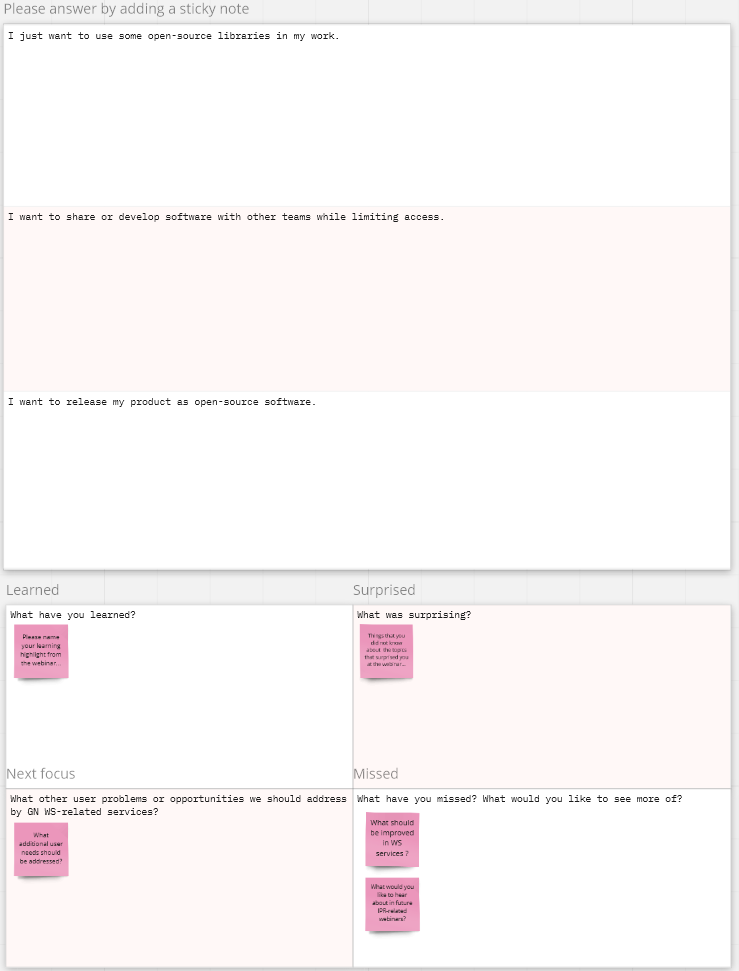 Please answer by adding a sticky note
I just want to use some open-source libraries in my work.
I want to share or develop software with other teams while limiting access.
I want to release my product as open-source software.
Learned
What have you learned?
Please name
your learning
highlight from
the webinar...
Surprised
What was surprising?
Things that you
did not know
about the topics
that surprised you
at the webinar...
Next focus
What other user problems or opportunities we should address
by GN WS-related services?
What
additional user
needs should
be addressed?
Missed
What have you missed? What would you like to see more of?
What should
be improved
in WS
services ?
What would you
like to hear
about in future
IPR-related
webinars?